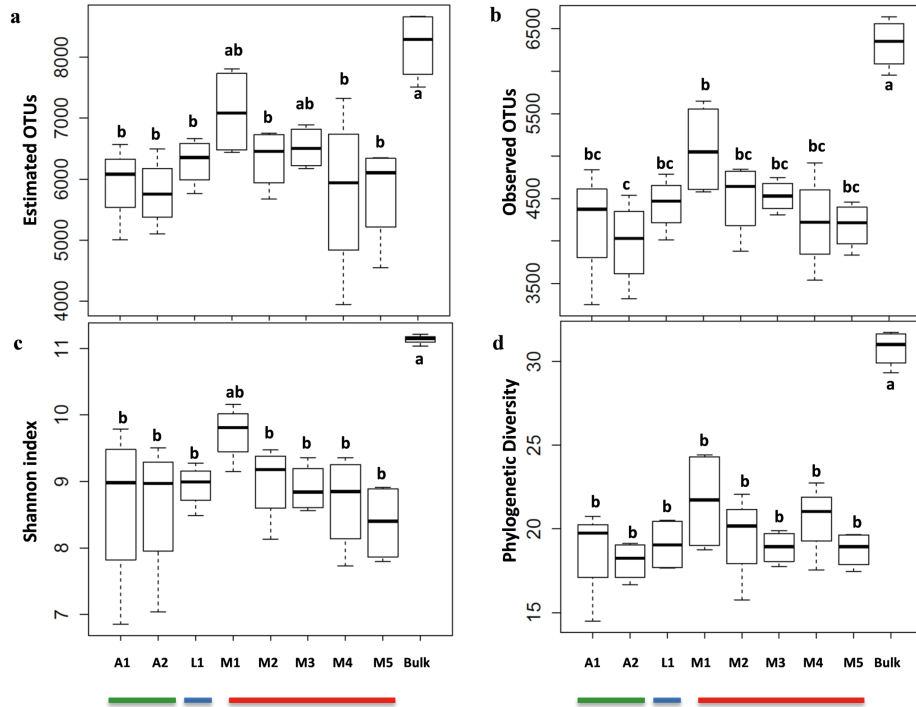 a
Estimated OTUs
8000
7000
6000
5000
4000
b b b ab b ab b b a
b
Observed OTUs
6500
5500
4500
3500
bc c bc b bc bc bc bc a
c
Shannon index
11
10
9
8
7
b b b ab b b b b a
A1 A2 L1 M1 M2 M3 M4 M5 Bulk
d
Phylogenetic Diversity
30
25
20
15
b b b b b b b b a
A1 A2 L1 M1 M2 M3 M4 M5 Bulk